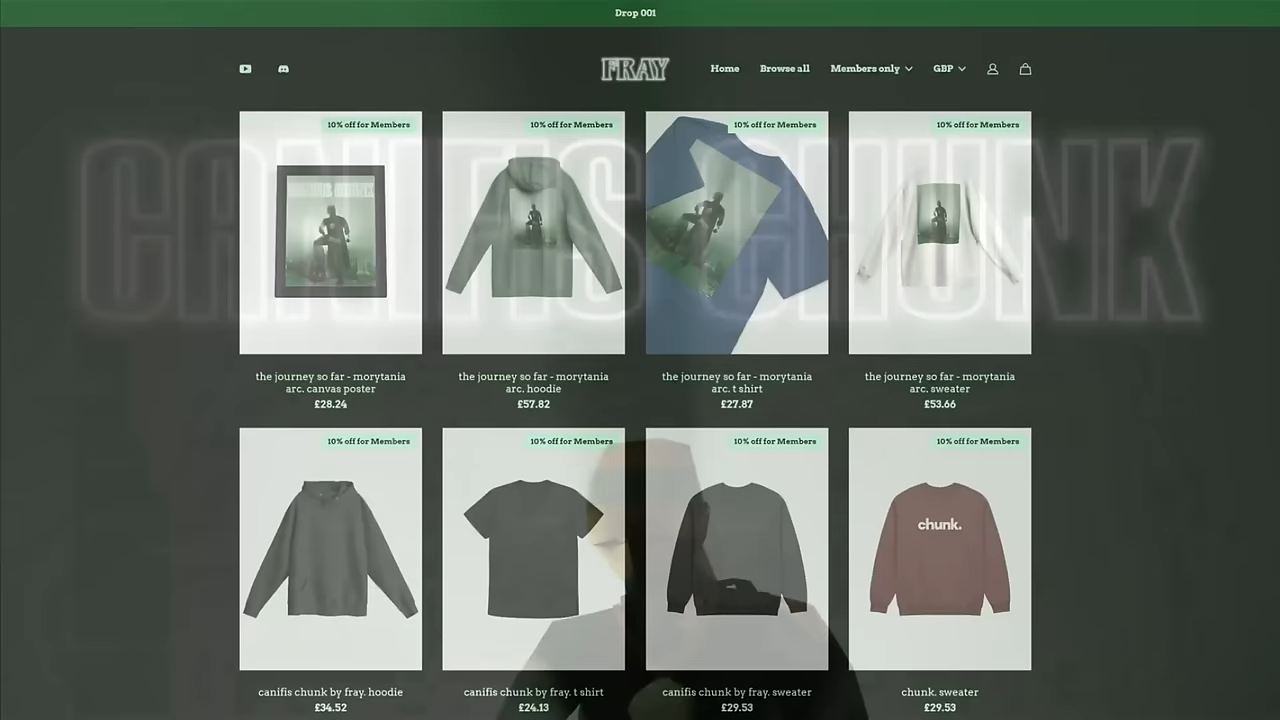 Drop 001
FRAY
Home
Browse all
Members only
GBP
CANIFIS CHUNK
10% off for Members
10% off for Members
10% off for Members
10% off for Members
the journey so far - morytania
arc. canvas poster
£28.24
the journey so far - morytania
arc. hoodie
£57.82
the journey so far - morytania
arc. t shirt
£27.87
the journey so far - morytania
arc. sweater
£53.66
10% off for Members
10% off for Members
10% off for Members
10% off for Members
chunk.
canifis chunk by fray. hoodie
£34.52
canifis chunk by fray. t shirt
£24.13
canifis chunk by fray. sweater
£29.53
chunk. sweater
£29.53